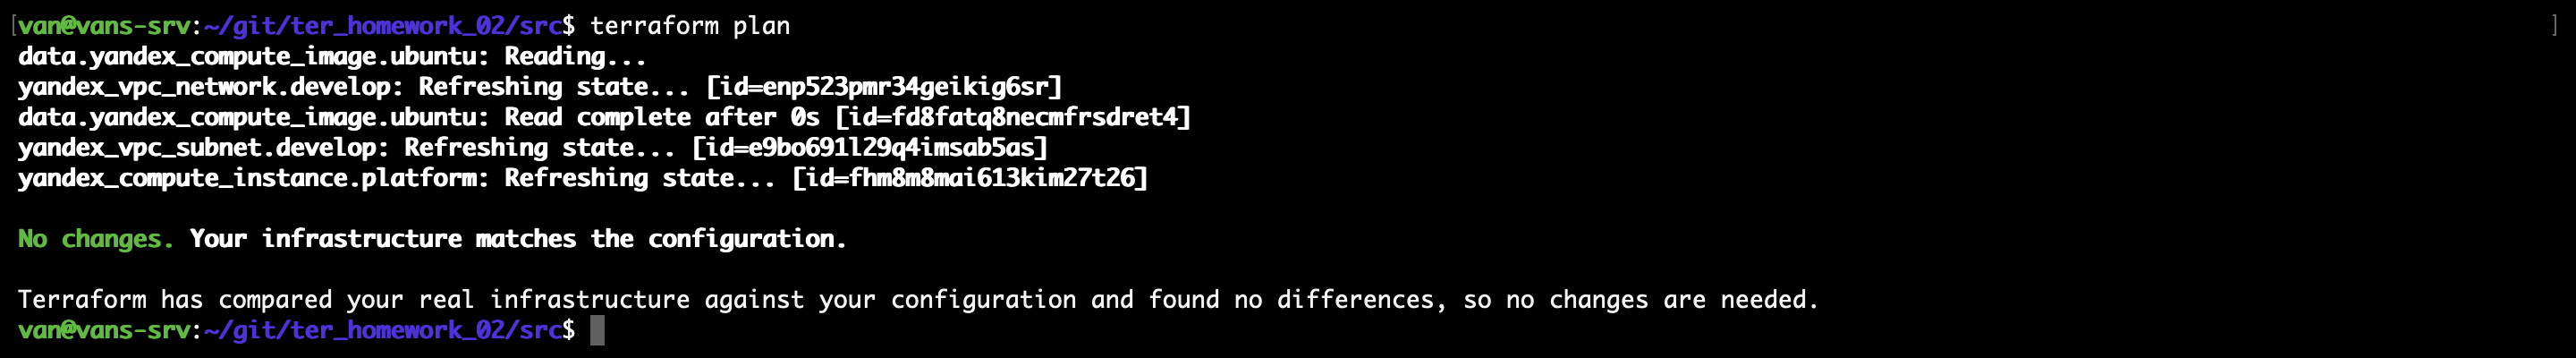 [van@vans-srv:~/git/ter_homework_02/src$ terraform plan ]
data.yandex_compute_image.ubuntu: Reading...
yandex_vpc_network.develop: Refreshing state... [id=enp523pmr34geikig6sr]
data.yandex_compute_image.ubuntu: Read complete after 0s [id=fd8fatq8necmfrsdret4]
yandex_vpc_subnet.develop: Refreshing state... [id=e9bo691l29q4imsab5as]
yandex_compute_instance.platform: Refreshing state... [id=fhm8m8mai613kim27t26]
No changes. Your infrastructure matches the configuration.
Terraform has compared your real infrastructure against your configuration and found no differences, so no changes are needed.
van@vans-srv:~/git/ter_homework_02/src$